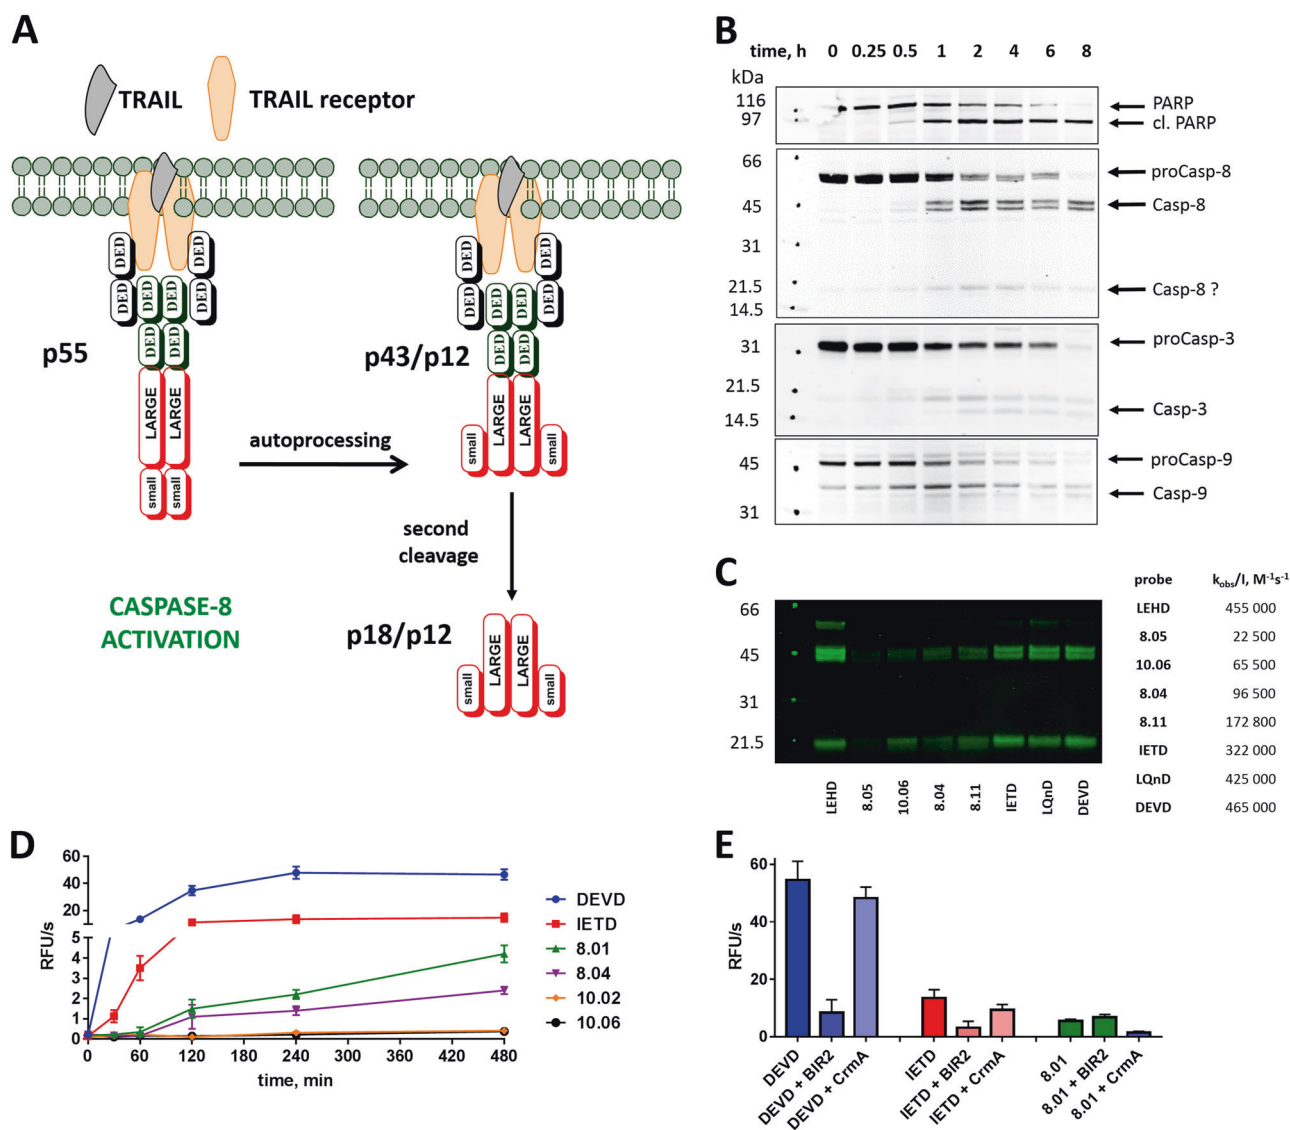 A
TRAIL
TRAIL receptor
DED
DED
DED
DED
DED
DED
DED
DED
p55
LARGE
LARGE
small
small
autoprocessing
DED
DED
DED
DED
DED
DED
DED
DED
p43/p12
LARGE
LARGE
small
small
second
cleavage
CASPASE-8
ACTIVATION
p18/p12
LARGE
LARGE
small
small
B
time, h 0 0.25 0.5 1 2 4 6 8
kDa
116
97
PARP
cl. PARP
66
45
31
21.5
14.5
proCasp-8
Casp-8
Casp-8 ?
31
21.5
14.5
proCasp-3
Casp-3
45
31
proCasp-9
Casp-9
C
66
45
31
21.5
LEHD
8.05
10.06
8.04
8.11
IETD
LQnD
DEVD
probe kobs/I, M-1s-1
LEHD 455 000
8.05 22 500
10.06 65 500
8.04 96 500
8.11 172 800
IETD 322 000
LQnD 425 000
DEVD 465 000
D
RFU/s
60
40
20
5
4
3
2
1
0
0 60 120 180 240 300 360 420 480
time, min
DEVD
IETD
8.01
8.04
10.02
10.06
E
RFU/s
60
40
20
0
DEVD
DEVD + BIR2
DEVD + CrmA
IETD
IETD + BIR2
IETD + CrmA
8.01
8.01 + BIR2
8.01 + CrmA